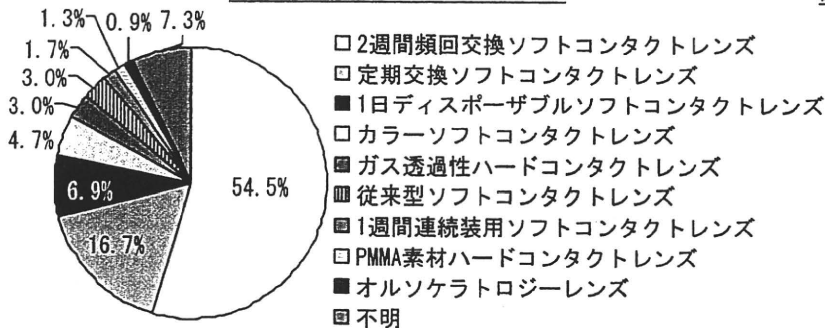 1.3%
0.9%
7.3%
1.7%
3.0%
3.0%
4.7%
6.9%
16.7%
54.5%
2週間頻回交換ソフトコンタクトレンズ
定期交換ソフトコンタクトレンズ
1日ディスポーザブルソフトコンタクトレンズ
カラーソフトコンタクトレンズ
ガス透過性ハードコンタクトレンズ
従来型ソフトコンタクトレンズ
1週間連続装用ソフトコンタクトレンズ
PMMA素材ハードコンタクトレンズ
オルソケラトロジーレンズ
不明